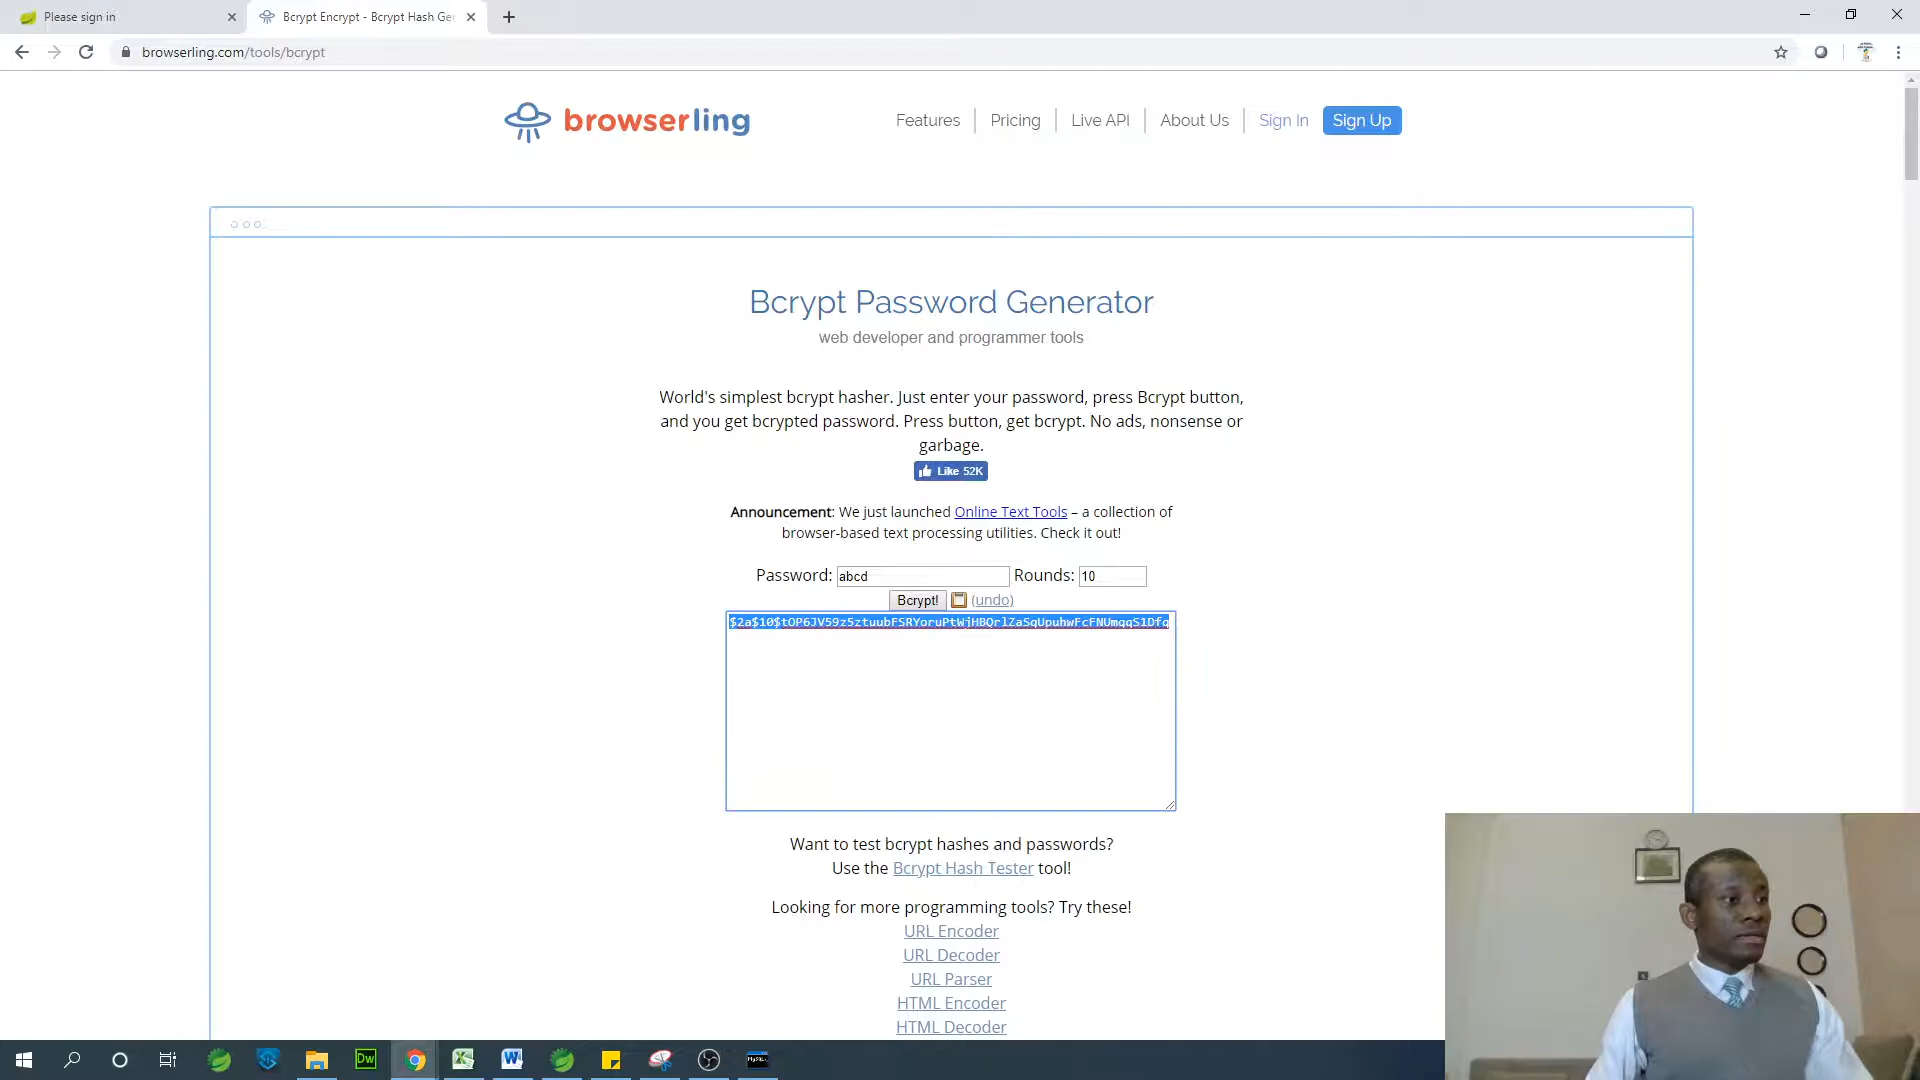 Please sign in
Bcrypt Encrypt - Bcrypt Hash Ger
browserling.com/tools/bcrypt
browserling
Features
Pricing
Live API
About Us
Sign In
Sign Up
Bcrypt Password Generator
web developer and programmer tools
World's simplest bcrypt hasher. Just enter your password, press Bcrypt button,
and you get bcrypted password. Press button, get bcrypt. No ads, nonsense or
garbage.
Like 52K
Announcement: We just launched Online Text Tools – a collection of
browser-based text processing utilities. Check it out!
Password: abcd Rounds: 10
Bcrypt! (undo)
$2a$10$tOP6JV59z5ztuubFSRYoruPtWjHBQrlZaSqUpuhwFcFNUmqqS1Dfq
Want to test bcrypt hashes and passwords?
Use the Bcrypt Hash Tester tool!
Looking for more programming tools? Try these!
URL Encoder
URL Decoder
URL Parser
HTML Encoder
HTML Decoder
Dw